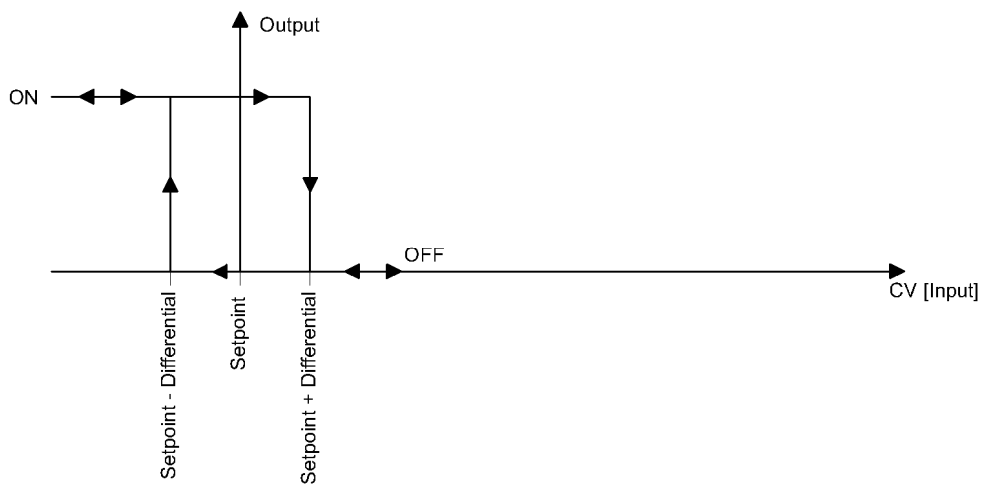 Output
ON
OFF
CV [Input]
Setpoint - Differential
Setpoint
Setpoint + Differential